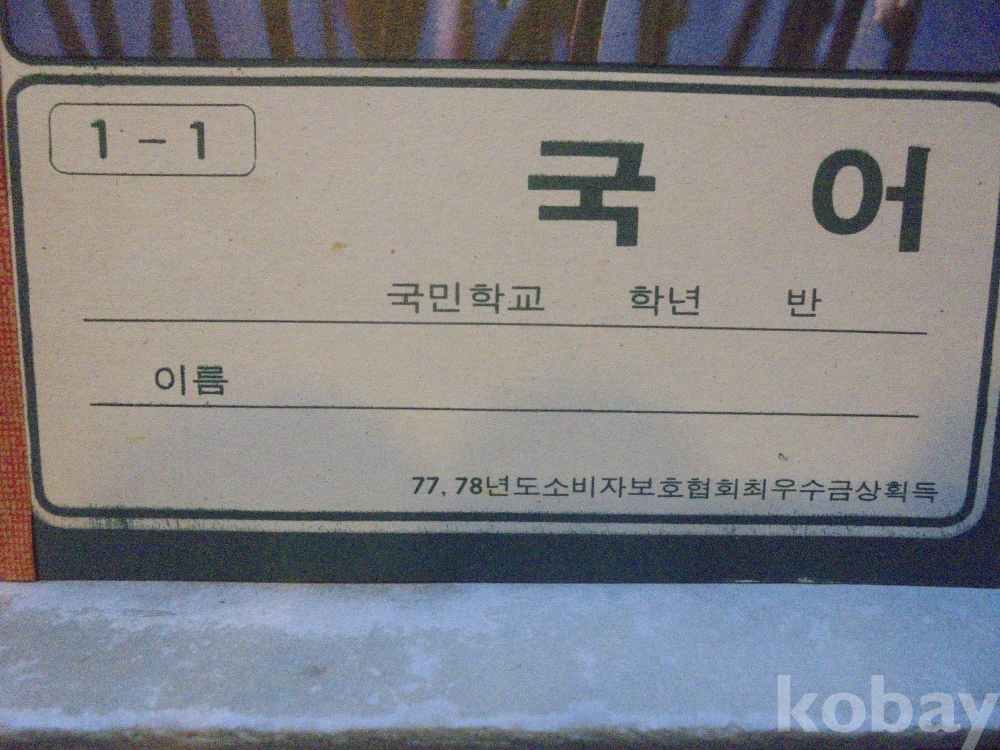 1 - 1
국 어
국민학교 학년 반
이름
77, 78년도소비자보호협회최우수금상획득
kobay